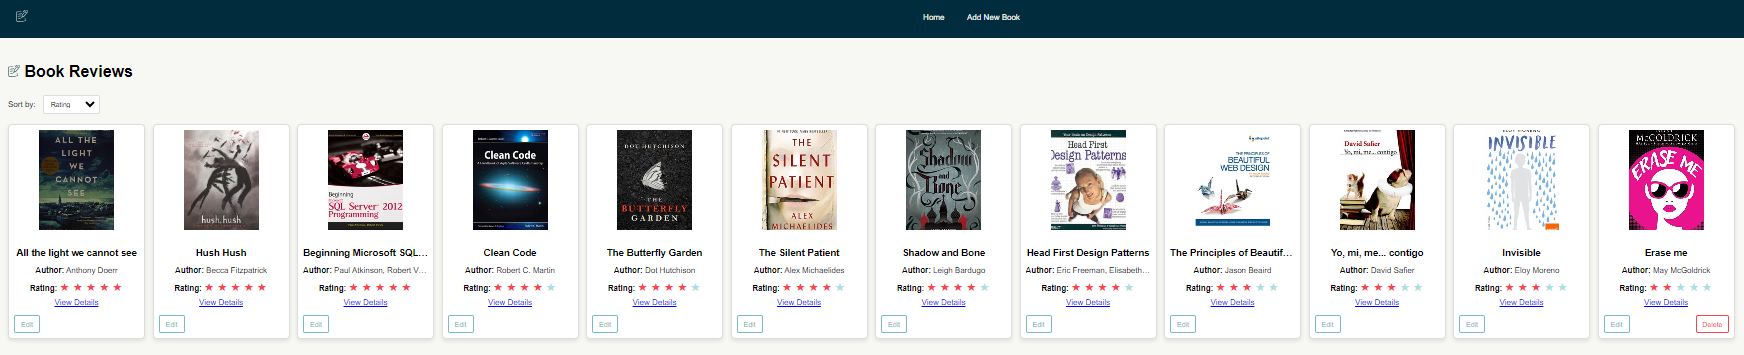 Home Add New Book
Book Reviews
Sort by: Rating
ALL THE LIGHT WE CANNOT SEE
All the light we cannot see
Author: Anthony Doerr
Rating:
View Details
Edit
hush, hush
Hush Hush
Author: Becca Fitzpatrick
Rating:
View Details
Edit
Beginning
SQL Server 2012
Programming
Beginning Microsoft SQL...
Author: Paul Atkinson, Robert V...
Rating:
View Details
Edit
Clean Code
Clean Code
Author: Robert C. Martin
Rating:
View Details
Edit
DOT HUTCHISON
THE
BUTTERFLY
GARDEN
The Butterfly Garden
Author: Dot Hutchison
Rating:
View Details
Edit
THE
SILENT
PATIENT
ALEX
MICHAELIDES
The Silent Patient
Author: Alex Michaelides
Rating:
View Details
Edit
Shadow
and
Bone
Shadow and Bone
Author: Leigh Bardugo
Rating:
View Details
Edit
Head First
Design Patterns
Head First Design Patterns
Author: Eric Freeman, Elisabeth...
Rating:
View Details
Edit
THE PRINCIPLES OF
BEAUTIFUL
WEB DESIGN
The Principles of Beautif...
Author: Jason Beaird
Rating:
View Details
Edit
David Safier
Yo, mi, me... contigo
Yo, mi, me... contigo
Author: David Safier
Rating:
View Details
Edit
ELOY MORENO
INVISIBLE
Invisible
Author: Eloy Moreno
Rating:
View Details
Edit
McGOLDRICK
ERASE ME
Erase me
Author: May McGoldrick
Rating:
View Details
Edit Delete